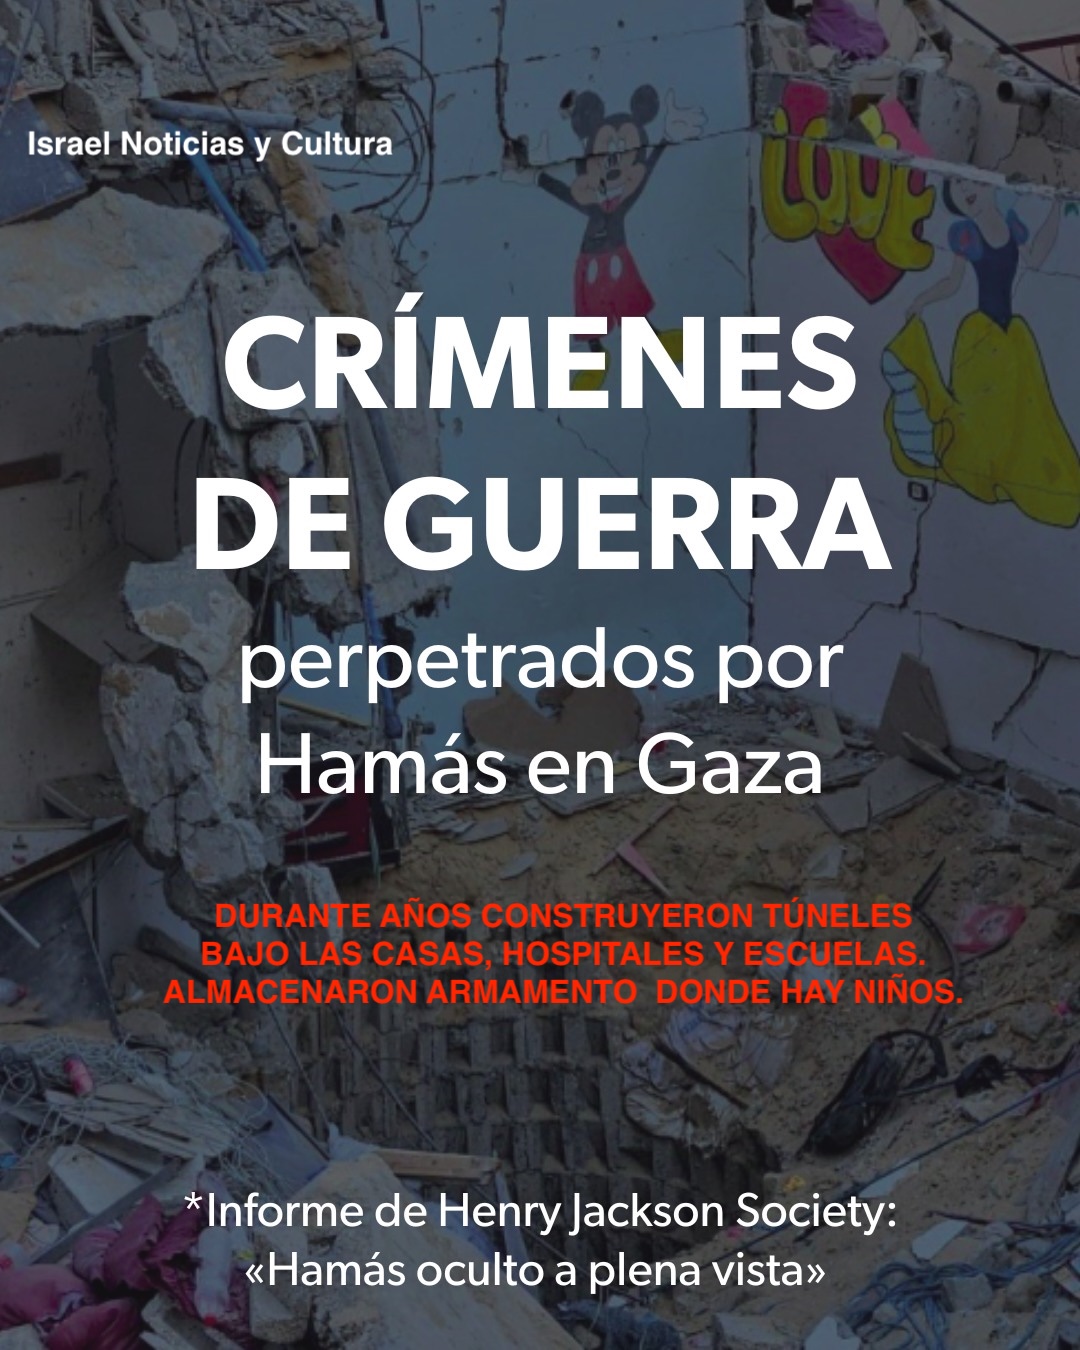 Israel Noticias y Cultura
LOVE
CRÍMENES
DE GUERRA
perpetrados por
Hamás en Gaza
DURANTE AÑOS CONSTRUYERON TÚNELES
BAJO LAS CASAS, HOSPITALES Y ESCUELAS.
ALMACENARON ARMAMENTO  DONDE HAY NIÑOS.
*Informe de Henry Jackson Society:
«Hamás oculto a plena vista»